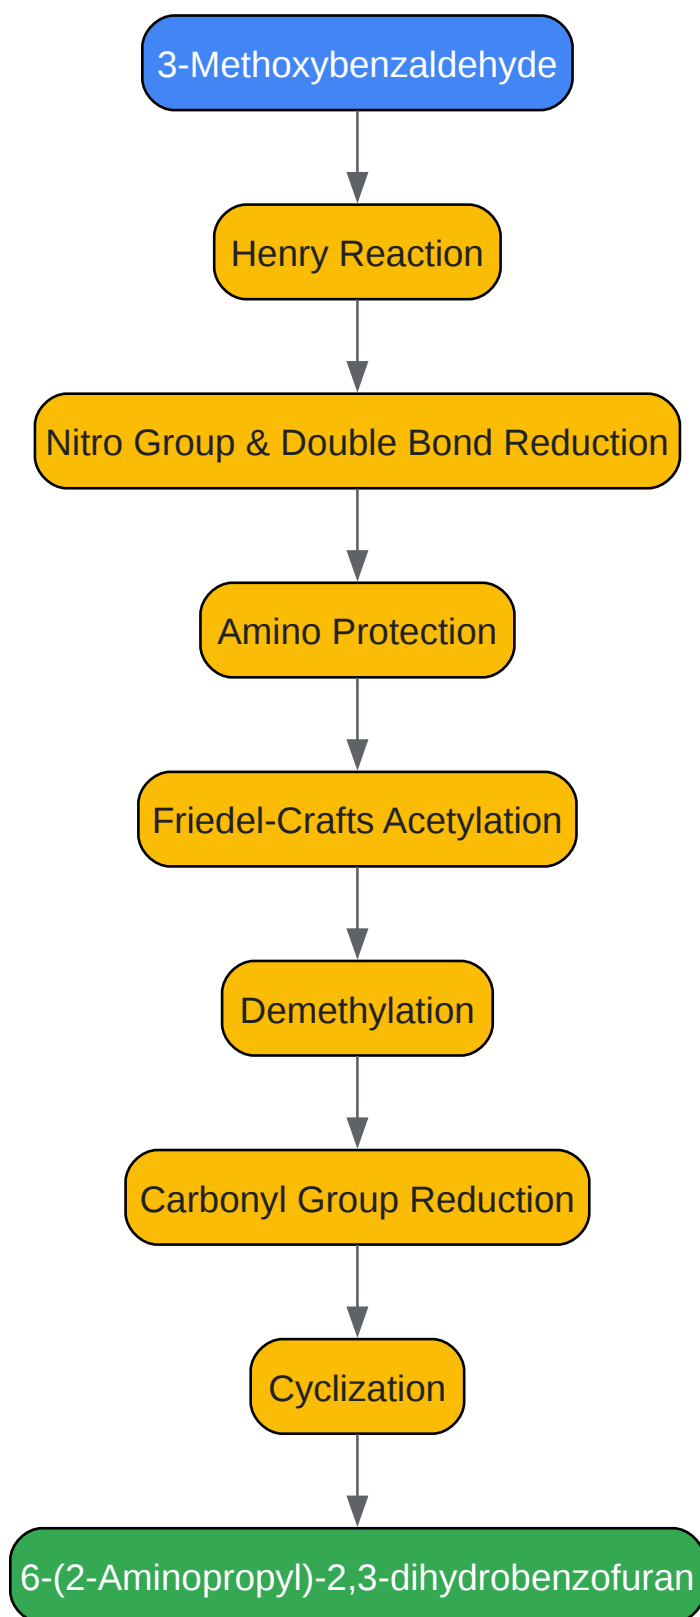 3-Methoxybenzaldehyde
Henry Reaction
Nitro Group & Double Bond Reduction
Amino Protection
Friedel-Crafts Acetylation
Demethylation
Carbonyl Group Reduction
Cyclization
6-(2-Aminopropyl)-2,3-dihydrobenzofuran